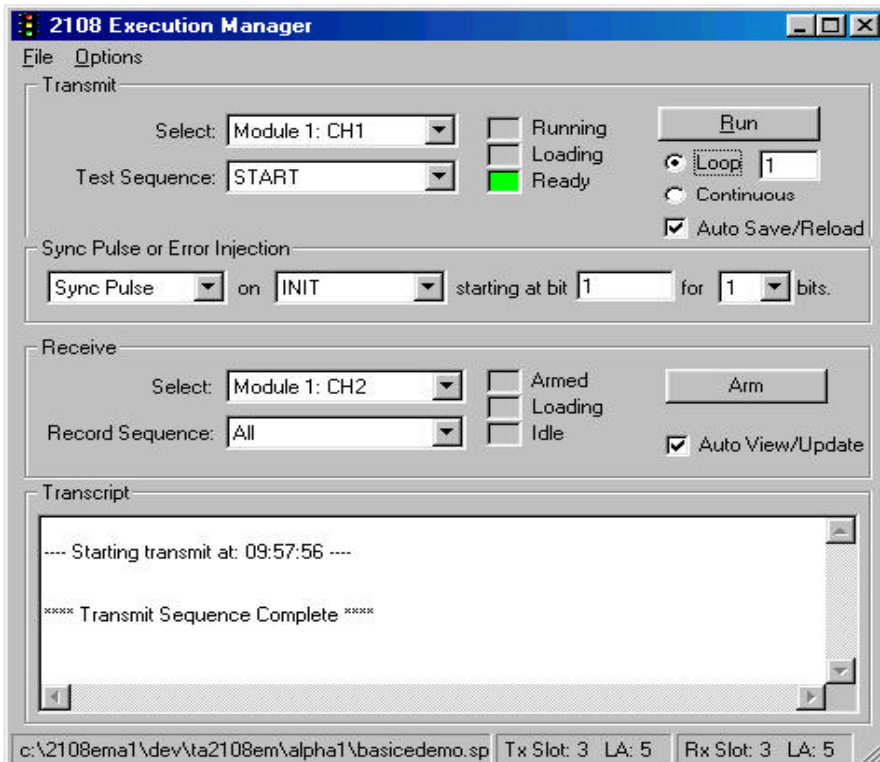 2108 Execution Manager
File Options
Transmit
Select: Module 1: CH1
Test Sequence: START
Running
Loading
Ready
Run
Loop 1
Continuous
Auto Save/Reload
Sync Pulse or Error Injection
Sync Pulse on INIT starting at bit 1 for 1 bits.
Receive
Select: Module 1: CH2
Record Sequence: All
Armed
Loading
Idle
Arm
Auto View/Update
Transcript
---- Starting transmit at: 09:57:56 ----
**** Transmit Sequence Complete ****
c:\2108ema1\dev\ta2108em\alpha1\basicedemo.sp Tx Slot: 3 LA: 5 Rx Slot: 3 LA: 5